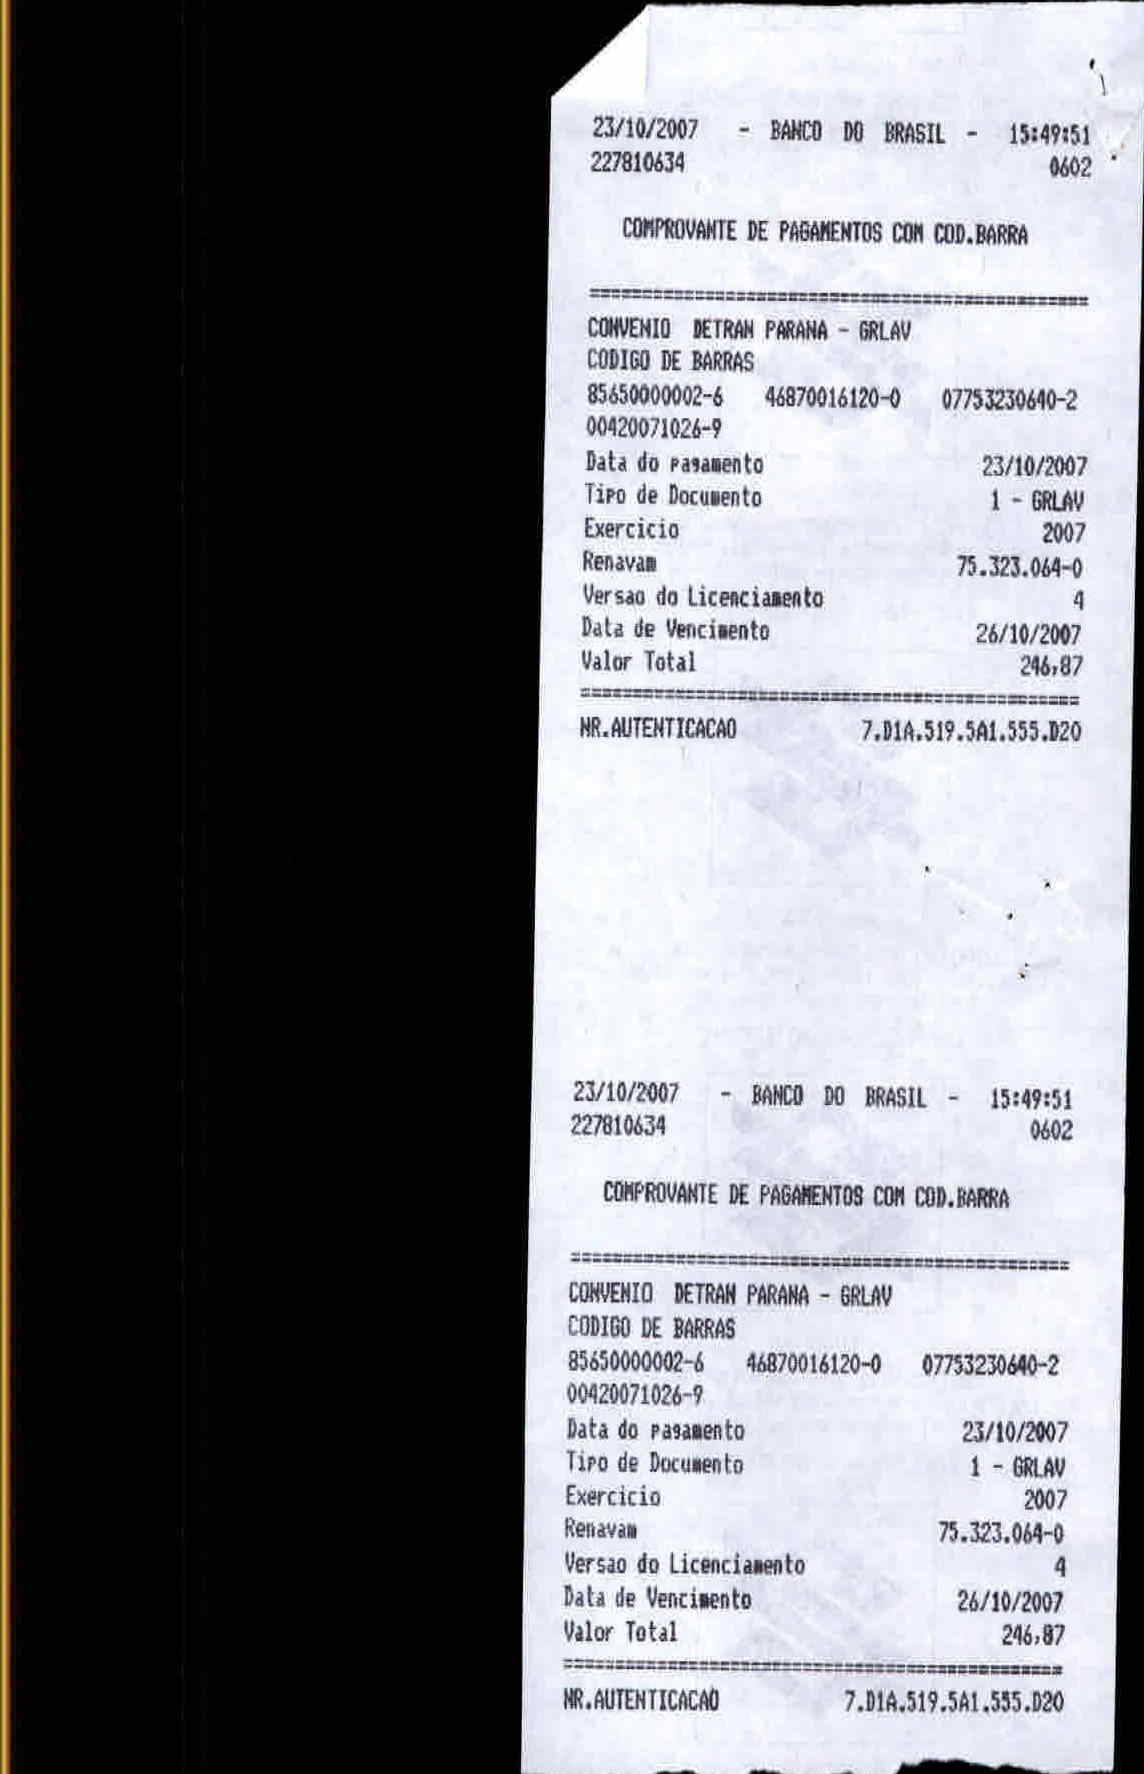 23/10/2007 - BANCO DO BRASIL - 15:49:51
227810634 0602
COMPROVANTE DE PAGAMENTOS COM COD.BARRA
================================================
CONVENIO DETRAN PARANA - GRLAV
CODIGO DE BARRAS
85650000002-6 46870016120-0 07753230640-2
00420071026-9
Data do pagamento 23/10/2007
Tipo de Documento 1 - GRLAV
Exercicio 2007
Renavam 75.323.064-0
Versao do Licenciamento 4
Data de Vencimento 26/10/2007
Valor Total 246,87
================================================
NR.AUTENTICACAO 7.D1A.519.5A1.555.D20
23/10/2007 - BANCO DO BRASIL - 15:49:51
227810634 0602
COMPROVANTE DE PAGAMENTOS COM COD.BARRA
================================================
CONVENIO DETRAN PARANA - GRLAV
CODIGO DE BARRAS
85650000002-6 46870016120-0 07753230640-2
00420071026-9
Data do pagamento 23/10/2007
Tipo de Documento 1 - GRLAV
Exercicio 2007
Renavam 75.323.064-0
Versao do Licenciamento 4
Data de Vencimento 26/10/2007
Valor Total 246,87
================================================
NR.AUTENTICACAO 7.D1A.519.5A1.555.D20